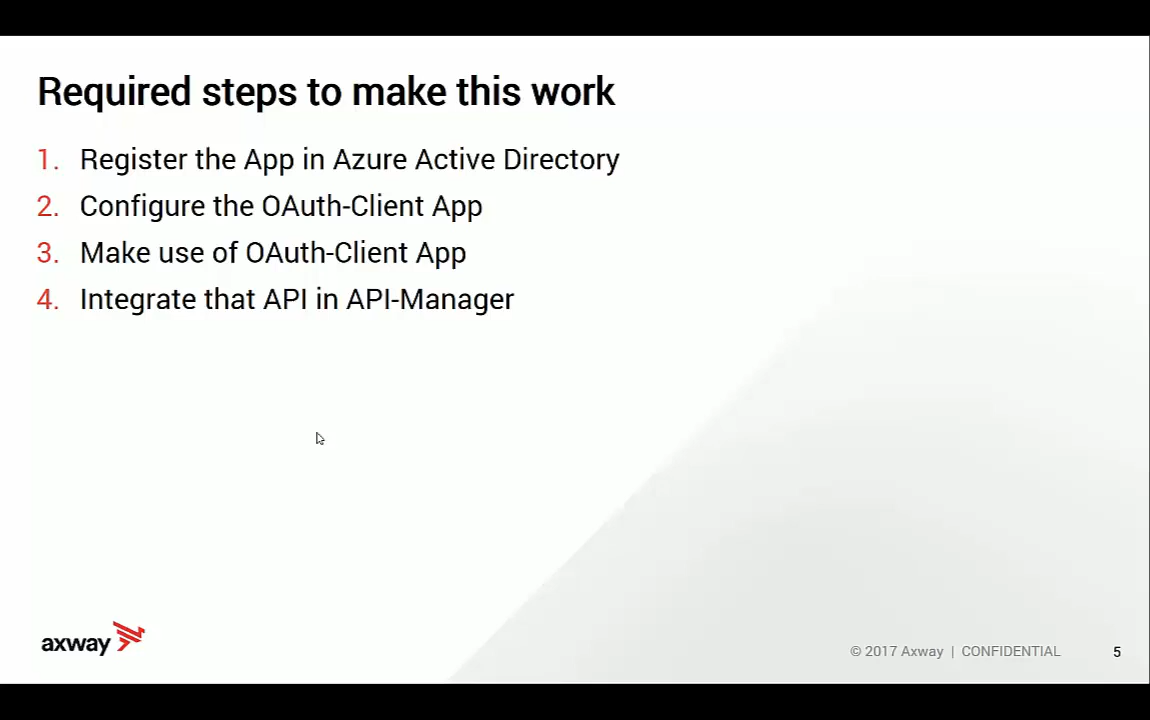 Required steps to make this work
1. Register the App in Azure Active Directory
2. Configure the OAuth-Client App
3. Make use of OAuth-Client App
4. Integrate that API in API-Manager
axway
© 2017 Axway | CONFIDENTIAL 5